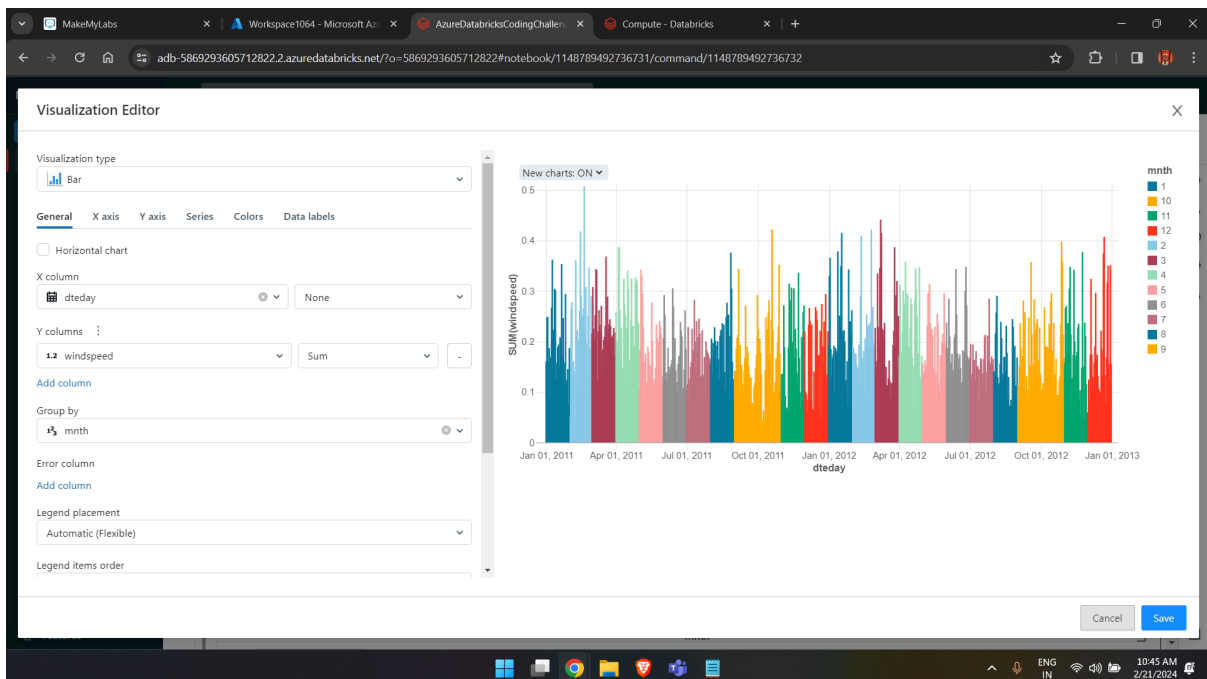 MakeMyLabs
Workspace1064 - Microsoft Az
AzureDatabricksCodingChallen
Compute - Databricks
adb-5869293605712822.2.azuredatabricks.net/?o=5869293605712822#notebook/1148789492736731/command/1148789492736732
Visualization Editor
Visualization type
Bar
General X axis Y axis Series Colors Data labels
Horizontal chart
X column
dteday None
Y columns
1.2 windspeed Sum -
Add column
Group by
1²3 mnth
Error column
Add column
Legend placement
Automatic (Flexible)
Legend items order
New charts: ON
0.5
0.4
0.3
0.2
0.1
0
SUM(windspeed)
Jan 01, 2011 Apr 01, 2011 Jul 01, 2011 Oct 01, 2011 Jan 01, 2012 Apr 01, 2012 Jul 01, 2012 Oct 01, 2012 Jan 01, 2013
dteday
mnth
1
10
11
12
2
3
4
5
6
7
8
9
Cancel Save
ENG
IN
10:45 AM
2/21/2024